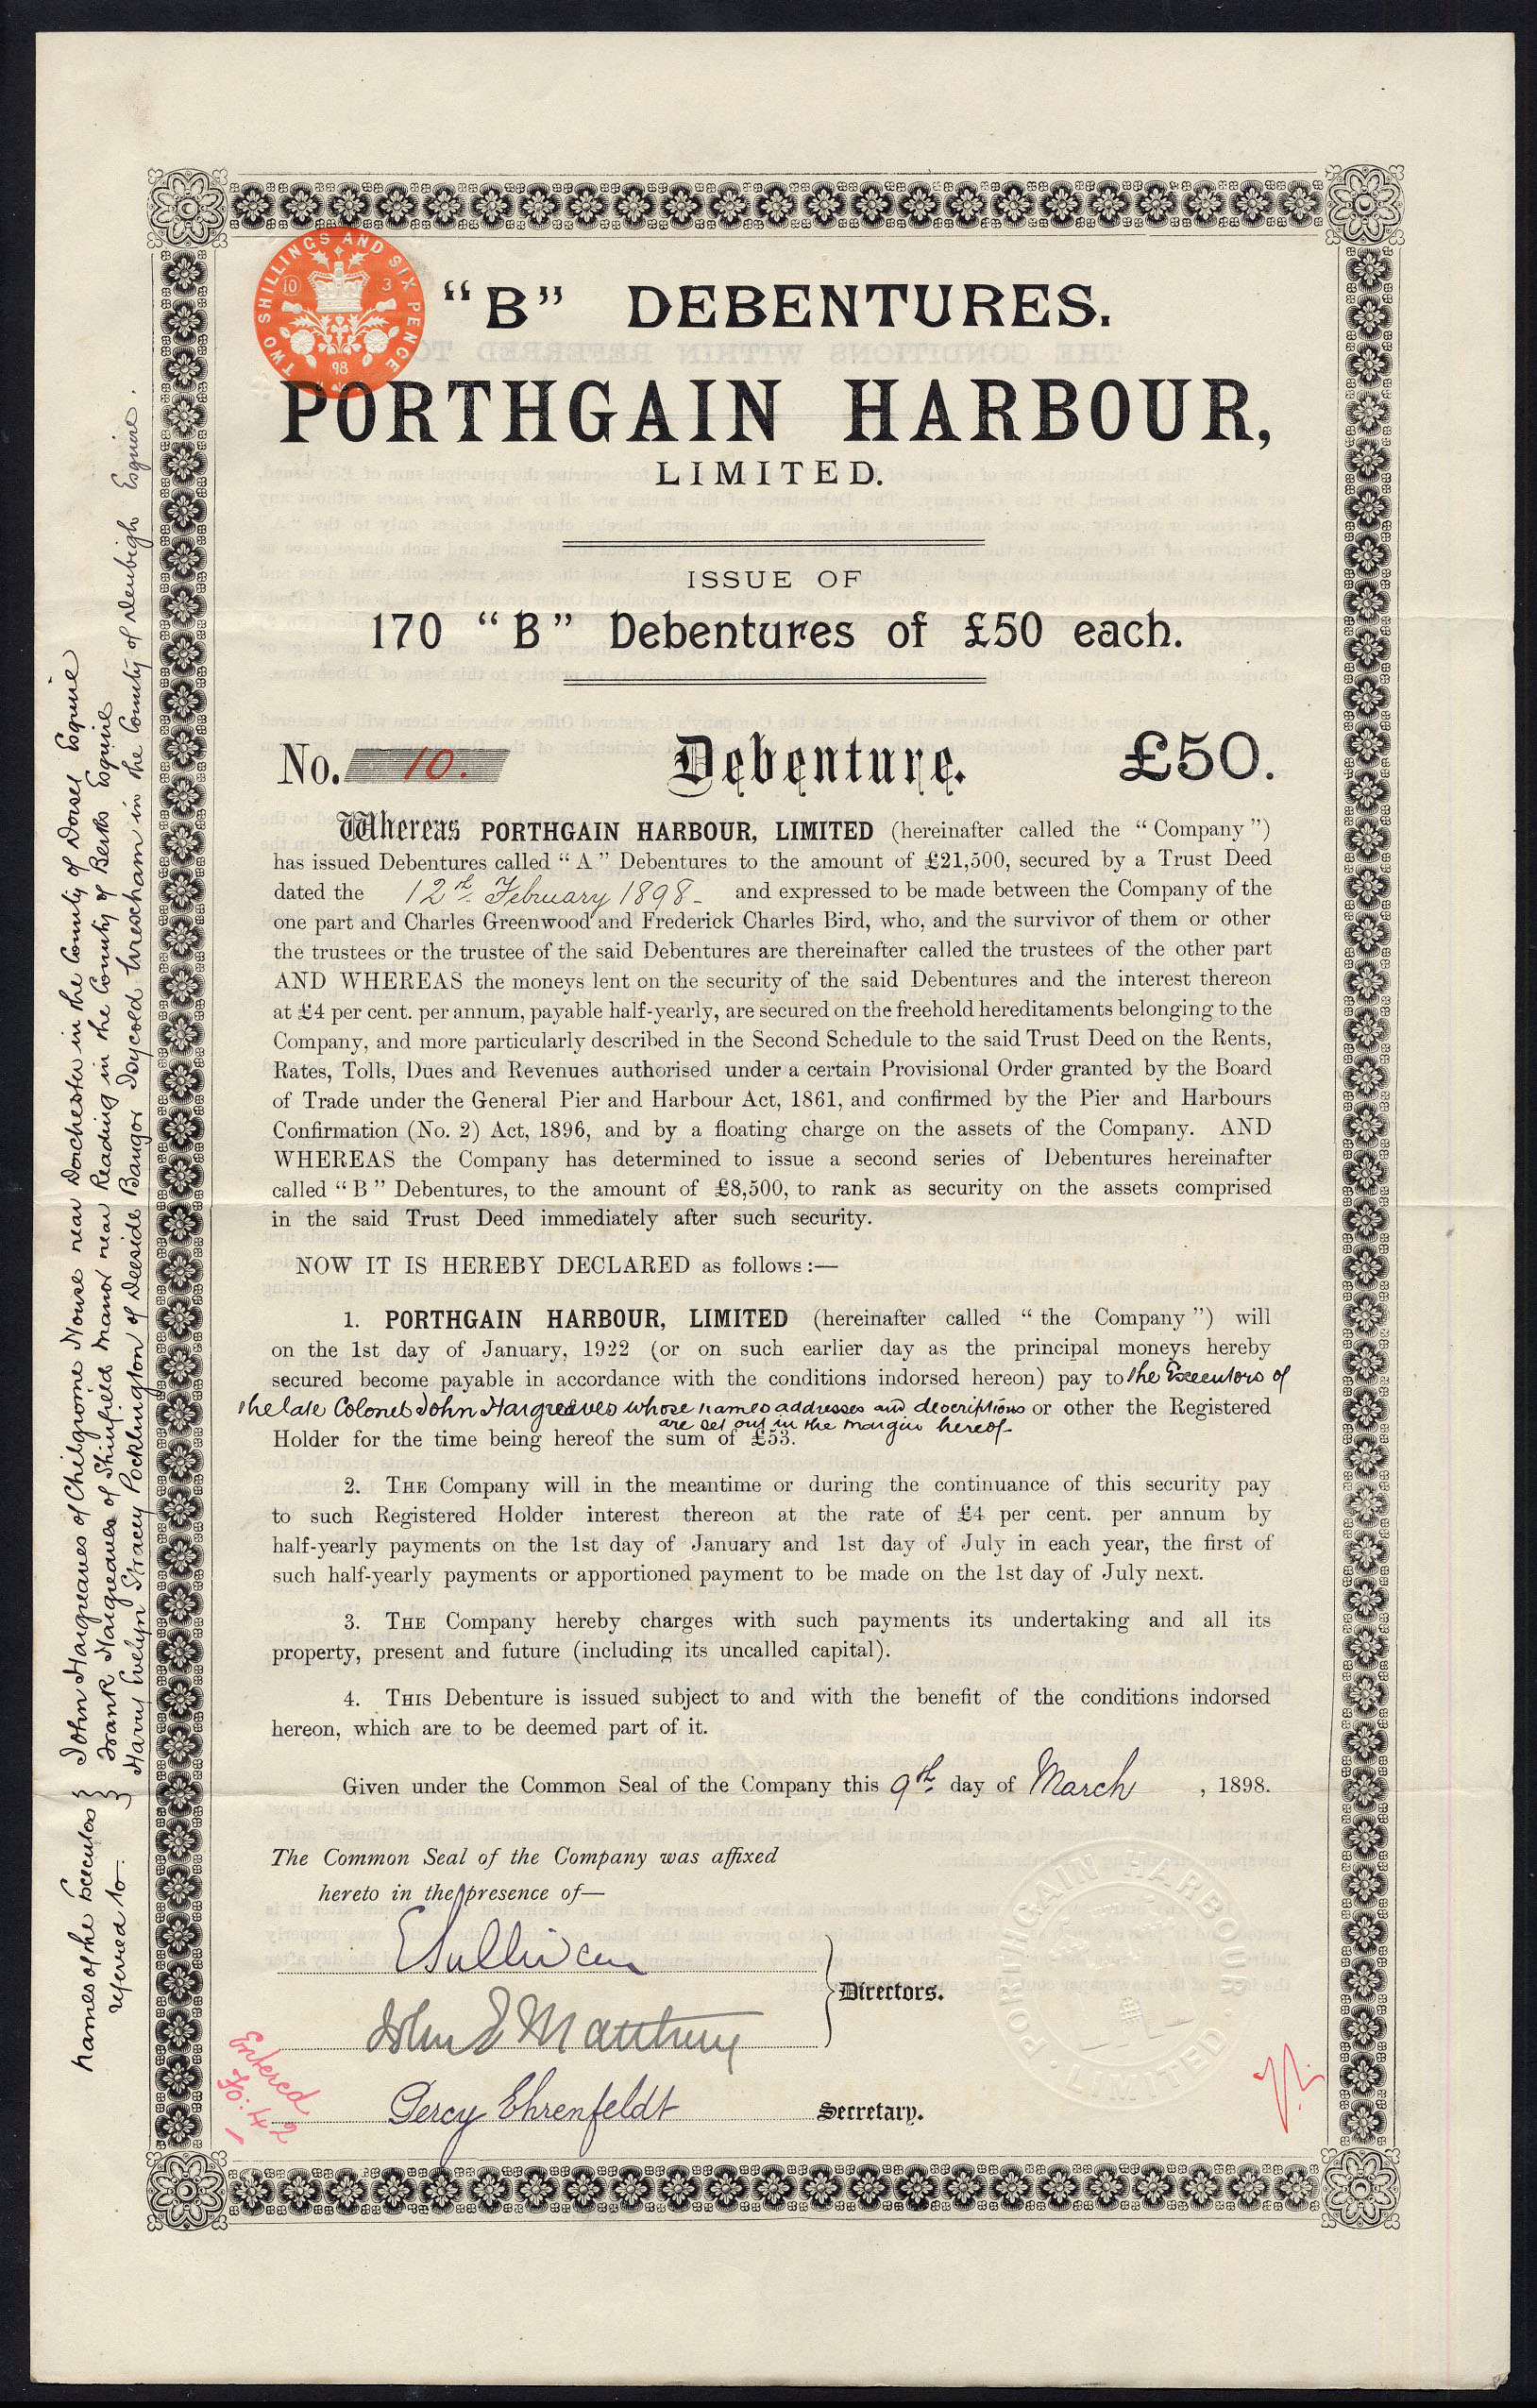 TWO SHILLINGS AND SIX PENCE
10 3
98
"B" DEBENTURES.
PORTHGAIN HARBOUR,
LIMITED.
ISSUE OF
170 "B" Debentures of £50 each.
No. 10. Debenture. £50.
Whereas PORTHGAIN HARBOUR, LIMITED (hereinafter called the "Company")
has issued Debentures called "A" Debentures to the amount of £21,500, secured by a Trust Deed
dated the 12th. February 1898- and expressed to be made between the Company of the
one part and Charles Greenwood and Frederick Charles Bird, who, and the survivor of them or other
the trustees or the trustee of the said Debentures are thereinafter called the trustees of the other part
AND WHEREAS the moneys lent on the security of the said Debentures and the interest thereon
at £4 per cent. per annum, payable half-yearly, are secured on the freehold hereditaments belonging to the
Company, and more particularly described in the Second Schedule to the said Trust Deed on the Rents,
Rates, Tolls, Dues and Revenues authorised under a certain Provisional Order granted by the Board
of Trade under the General Pier and Harbour Act, 1861, and confirmed by the Pier and Harbours
Confirmation (No. 2) Act, 1896, and by a floating charge on the assets of the Company. AND
WHEREAS the Company has determined to issue a second series of Debentures hereinafter
called "B" Debentures, to the amount of £8,500, to rank as security on the assets comprised
in the said Trust Deed immediately after such security.
NOW IT IS HEREBY DECLARED as follows:—
1. PORTHGAIN HARBOUR, LIMITED (hereinafter called "the Company") will
on the 1st day of January, 1922 (or on such earlier day as the principal moneys hereby
secured become payable in accordance with the conditions indorsed hereon) pay to the Executors of
the late Colonel John Hargreaves whose names addresses and descriptions or other the Registered
are set out in the margin hereof-
Holder for the time being hereof the sum of £53.
2. THE Company will in the meantime or during the continuance of this security pay
to such Registered Holder interest thereon at the rate of £4 per cent. per annum by
half-yearly payments on the 1st day of January and 1st day of July in each year, the first of
such half-yearly payments or apportioned payment to be made on the 1st day of July next.
3. THE Company hereby charges with such payments its undertaking and all its
property, present and future (including its uncalled capital).
4. THIS Debenture is issued subject to and with the benefit of the conditions indorsed
hereon, which are to be deemed part of it.
Given under the Common Seal of the Company this 9th. day of March , 1898.
The Common Seal of the Company was affixed
hereto in the presence of—
E Sullivan
Directors.
John S Matthew
Percy Ehrenfeldt Secretary.
Entered
Fo: 42
1
PORTHGAIN HARBOUR
LIMITED
names of the Executors
referred to
John Hargreaves of Chilgrome House near Dorchester in the County of Dorset Esquire
Frank Hargreaves of Shinfield Manor near Reading in the County of Berks Esquire
Harry Evelyn Stracey Pocklington of Deeside Bangor Isycold Wrescham in the County of Denbigh Esquire.